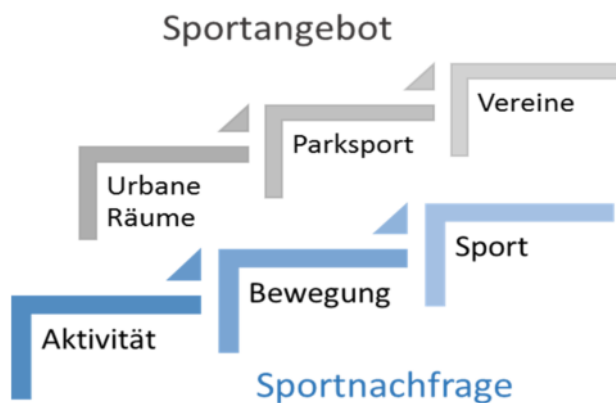 Sportangebot
Vereine
Parksport
Urbane
Räume
Sport
Bewegung
Aktivität
Sportnachfrage